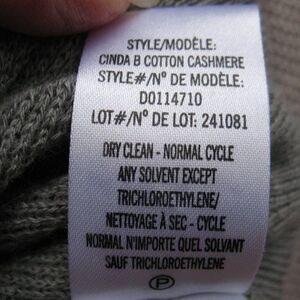 STYLE/MODÈLE:
CINDA B COTTON CASHMERE
STYLE#/N° DE MODÈLE:
D0114710
LOT#/N° DE LOT: 241081
DRY CLEAN - NORMAL CYCLE
ANY SOLVENT EXCEPT
TRICHLOROETHYLENE/
NETTOYAGE À SEC - CYCLE
NORMAL N'IMPORTE QUEL SOLVANT
SAUF TRICHLOROETHYLENE
P